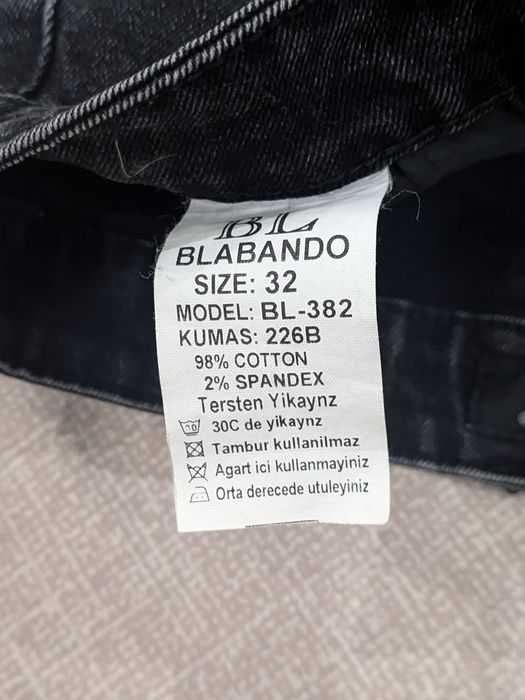 BL
BLABANDO
SIZE: 32
MODEL: BL-382
KUMAS: 226B
98% COTTON
2% SPANDEX
Tersten Yikaynz
30C de yikaynz
Tambur kullanilmaz
Agart ici kullanmayiniz
Orta derecede utuleyiniz